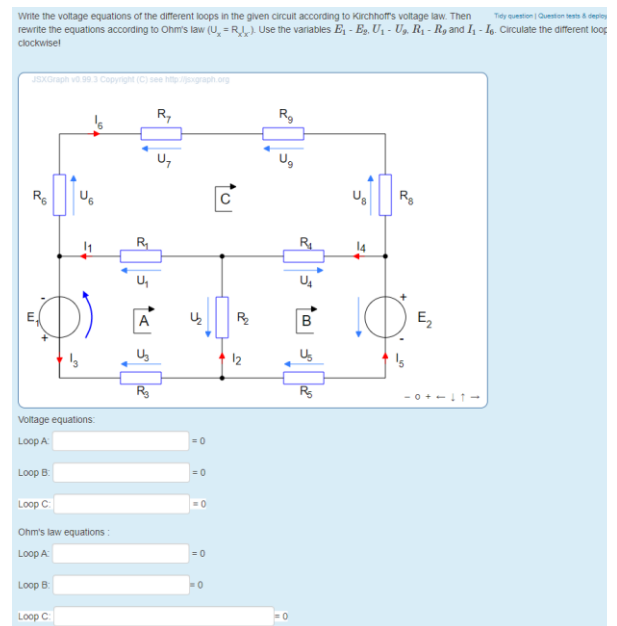 Write the voltage equations of the different loops in the given circuit according to Kirchhoff's voltage law. Then
Tidy question | Question tests & deploy
rewrite the equations according to Ohm's law (Uₓ = RₓIₓ). Use the variables E₁ - E₂, U₁ - U₉, R₁ - R₉ and I₁ - I₆. Circulate the different loop
clockwise!
JSXGraph v0.99.3 Copyright (C) see http://jsxgraph.org
I₆ R₇ R₉
U₇ U₉
R₆ U₆ C U₈ R₈
I₁ R₁ R₄ I₄
U₁ U₄
- +
E₁ A U₂ R₂ B E₂
+ -
I₃ U₃ I₂ U₅ I₅
R₃ R₅
– o + ← ↓ ↑ →
Voltage equations:
Loop A: = 0
Loop B: = 0
Loop C: = 0
Ohm's law equations :
Loop A: = 0
Loop B: = 0
Loop C: = 0